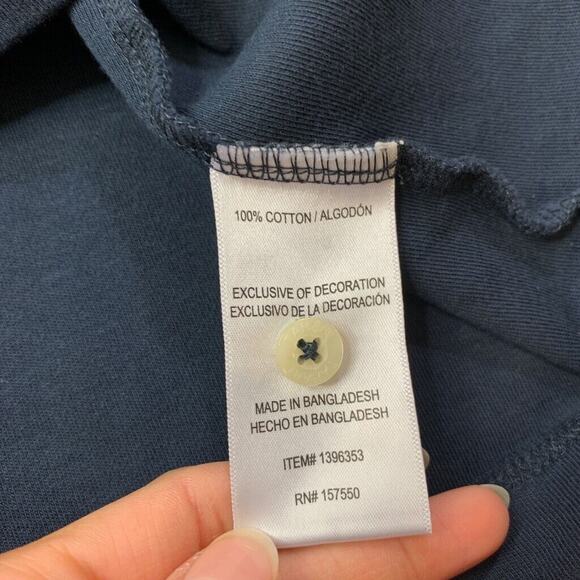 100% COTTON / ALGODÓN
EXCLUSIVE OF DECORATION
EXCLUSIVO DE LA DECORACIÓN
MADE IN BANGLADESH
HECHO EN BANGLADESH
ITEM# 1396353
RN# 157550